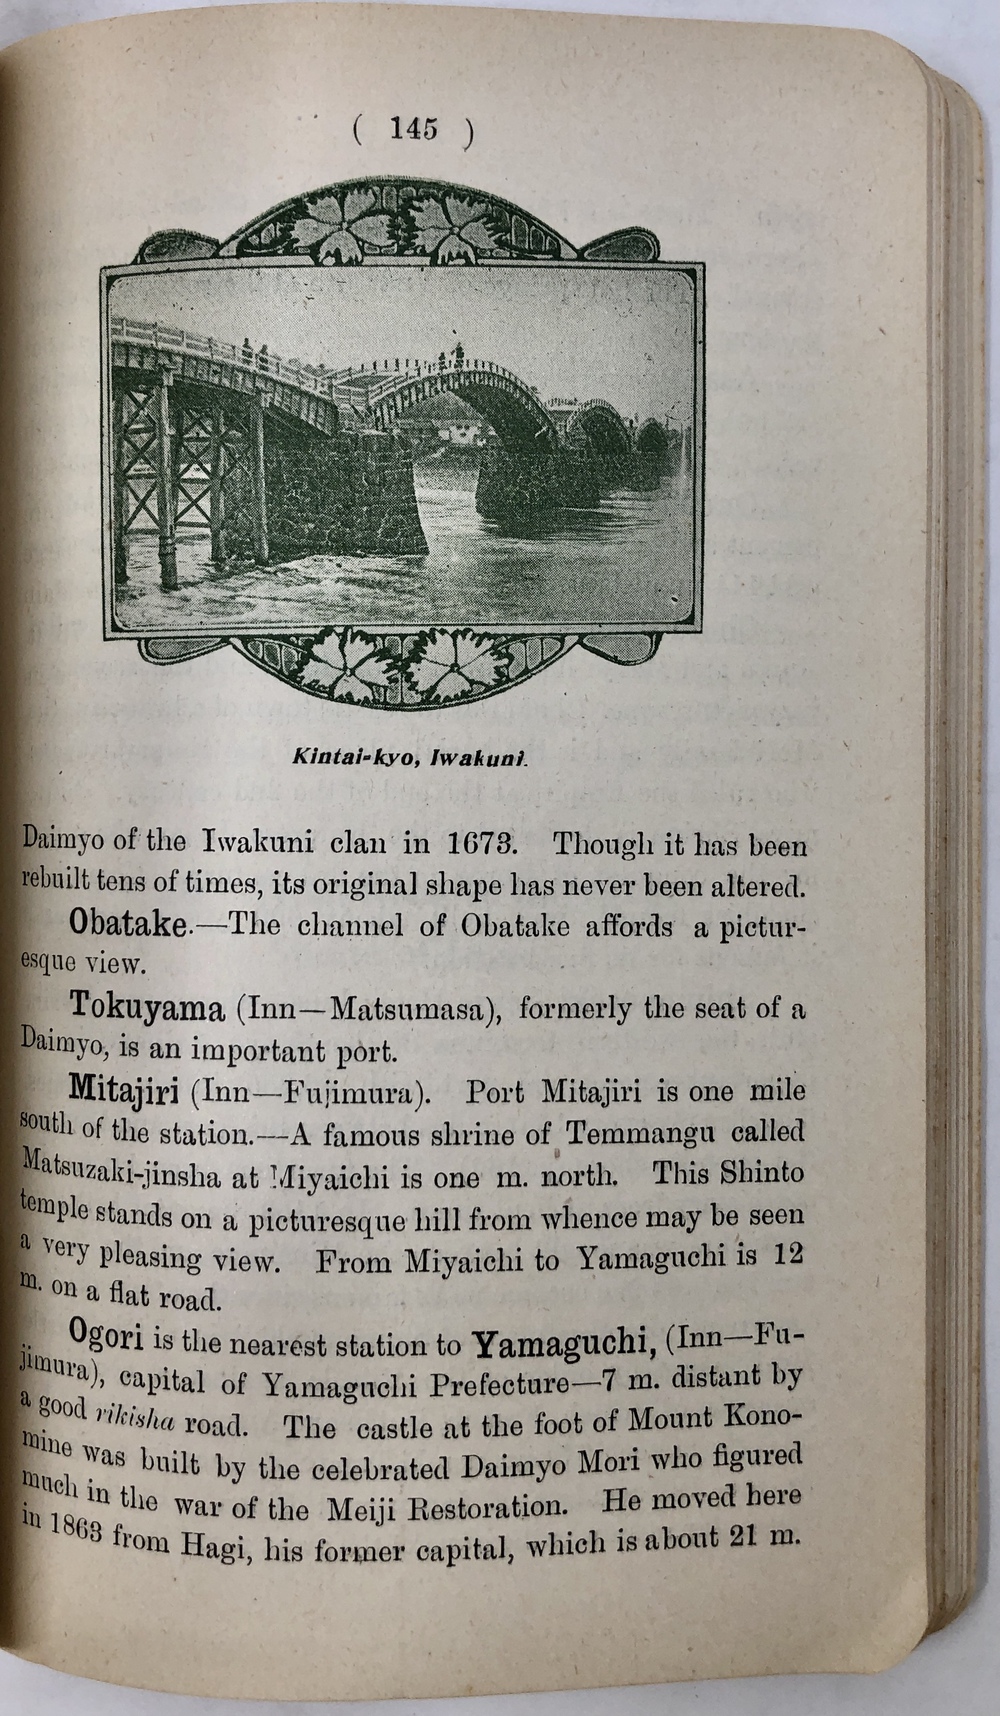 ( 145 )
Kintai-kyo, Iwakuni.
Daimyo of the Iwakuni clan in 1673. Though it has been
rebuilt tens of times, its original shape has never been altered.
Obatake.—The channel of Obatake affords a pictur-
esque view.
Tokuyama (Inn—Matsumasa), formerly the seat of a
Daimyo, is an important port.
Mitajiri (Inn—Fujimura). Port Mitajiri is one mile
south of the station.—A famous shrine of Temmangu called
Matsuzaki-jinsha at Miyaichi is one m. north. This Shinto
temple stands on a picturesque hill from whence may be seen
a very pleasing view. From Miyaichi to Yamaguchi is 12
m. on a flat road.
Ogori is the nearest station to Yamaguchi, (Inn—Fu-
jimura), capital of Yamaguchi Prefecture—7 m. distant by
a good rikisha road. The castle at the foot of Mount Kono-
mine was built by the celebrated Daimyo Mori who figured
much in the war of the Meiji Restoration. He moved here
in 1863 from Hagi, his former capital, which is about 21 m.